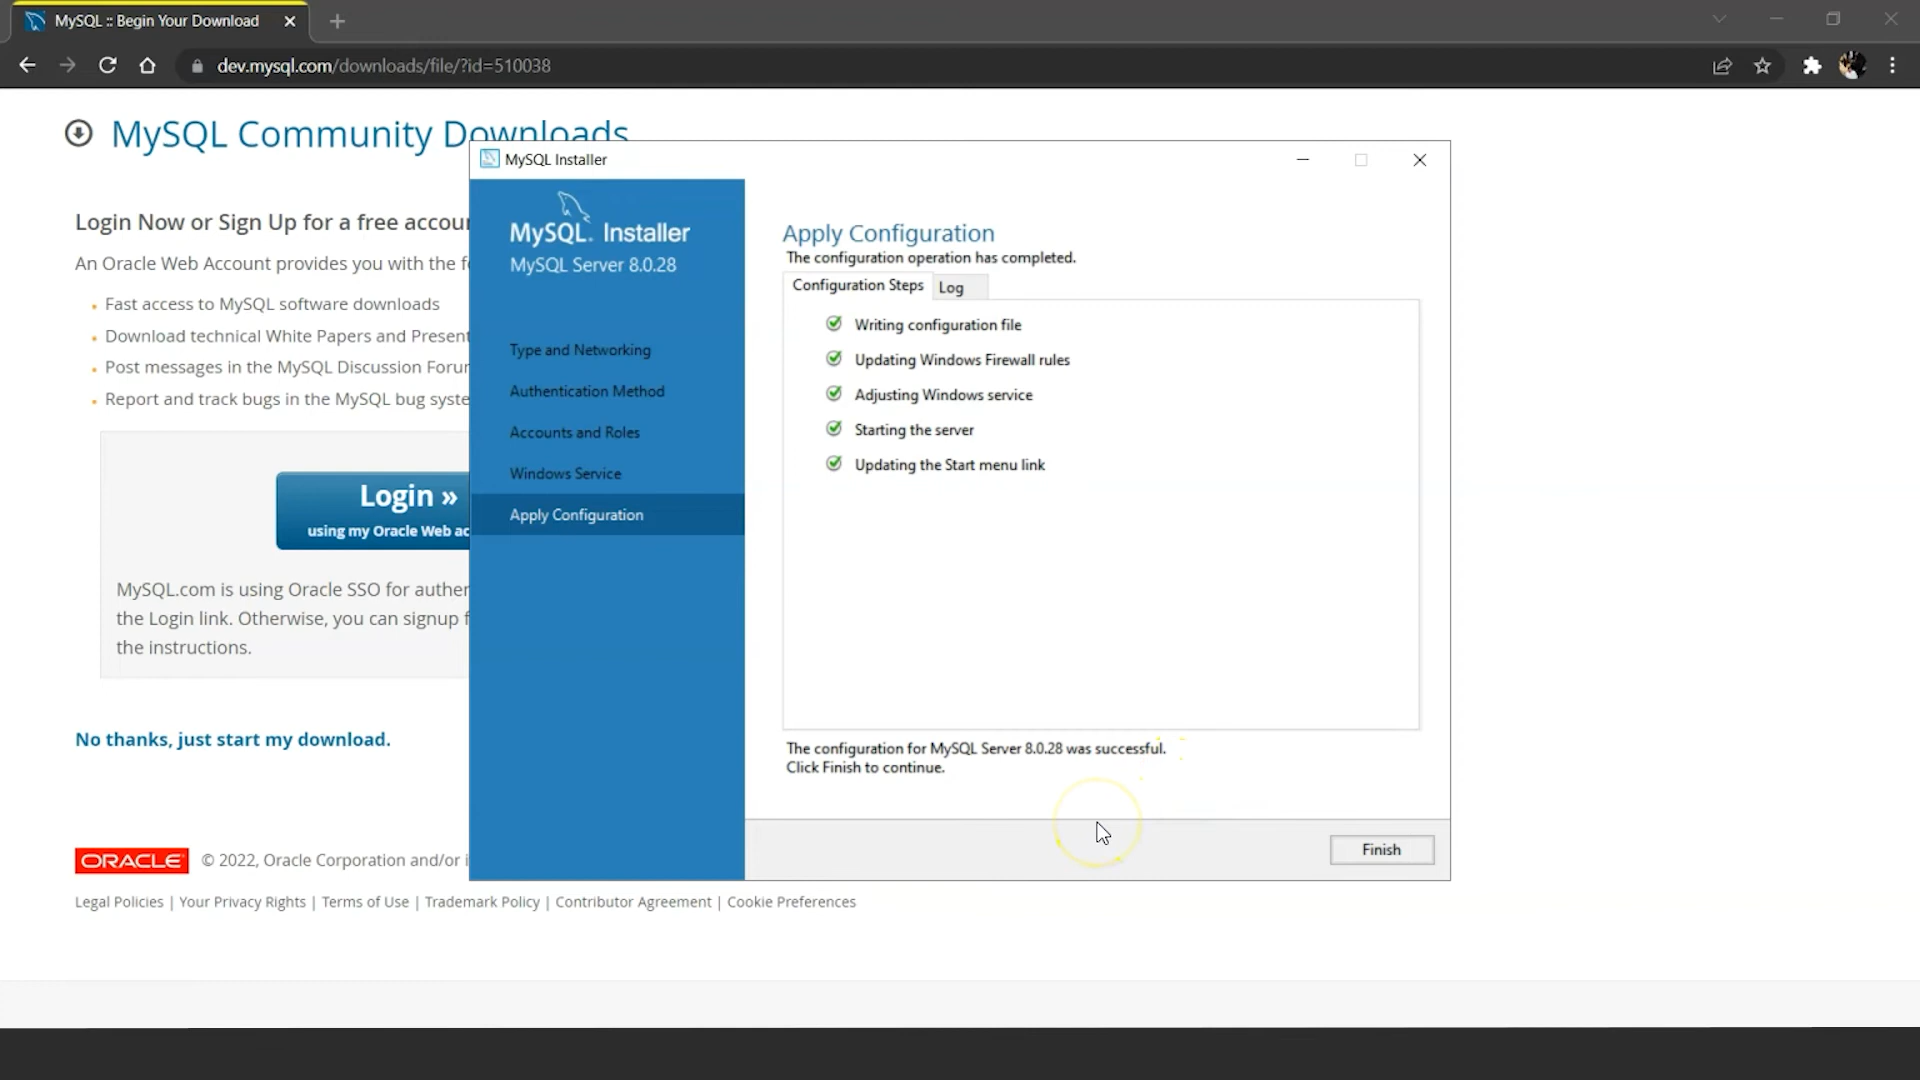 MySQL :: Begin Your Download
dev.mysql.com/downloads/file/?id=510038
MySQL Community Downloads
Login Now or Sign Up for a free accou
An Oracle Web Account provides you with the f
Fast access to MySQL software downloads
Download technical White Papers and Present
Post messages in the MySQL Discussion Foru
Report and track bugs in the MySQL bug syste
Login »
using my Oracle Web ac
MySQL.com is using Oracle SSO for auther
the Login link. Otherwise, you can signup f
the instructions.
No thanks, just start my download.
ORACLE © 2022, Oracle Corporation and/or i
Legal Policies | Your Privacy Rights | Terms of Use | Trademark Policy | Contributor Agreement | Cookie Preferences
MySQL Installer
MySQL. Installer
MySQL Server 8.0.28
Type and Networking
Authentication Method
Accounts and Roles
Windows Service
Apply Configuration
Apply Configuration
The configuration operation has completed.
Configuration Steps Log
Writing configuration file
Updating Windows Firewall rules
Adjusting Windows service
Starting the server
Updating the Start menu link
The configuration for MySQL Server 8.0.28 was successful.
Click Finish to continue.
Finish